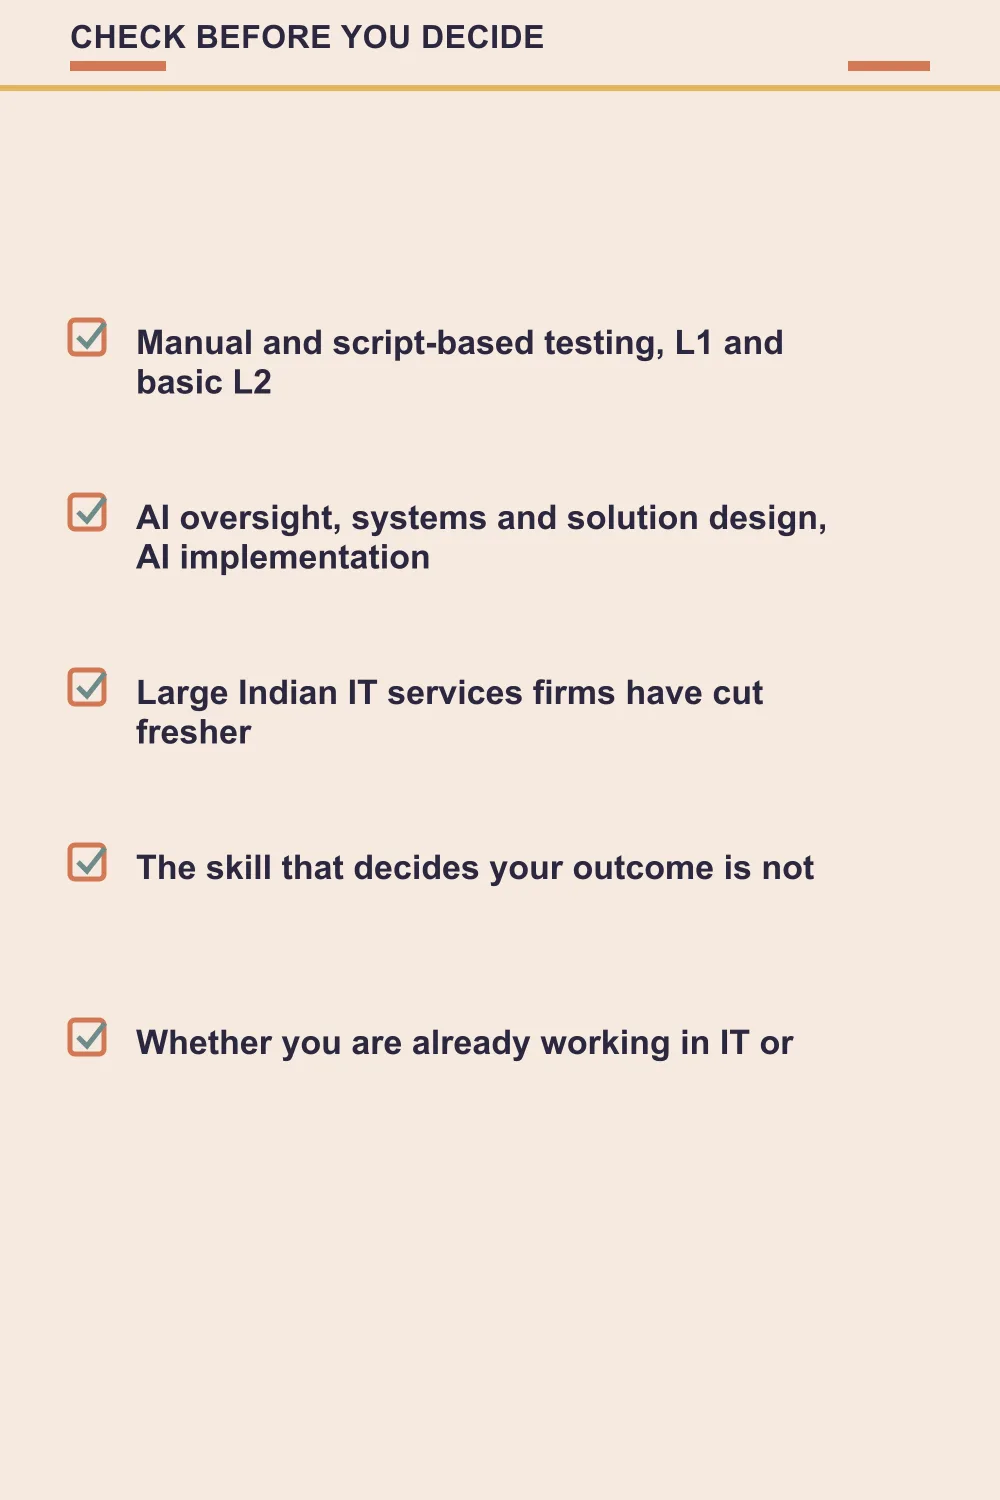 CHECK BEFORE YOU DECIDE
Manual and script-based testing, L1 and
basic L2
AI oversight, systems and solution design,
AI implementation
Large Indian IT services firms have cut
fresher
The skill that decides your outcome is not
Whether you are already working in IT or